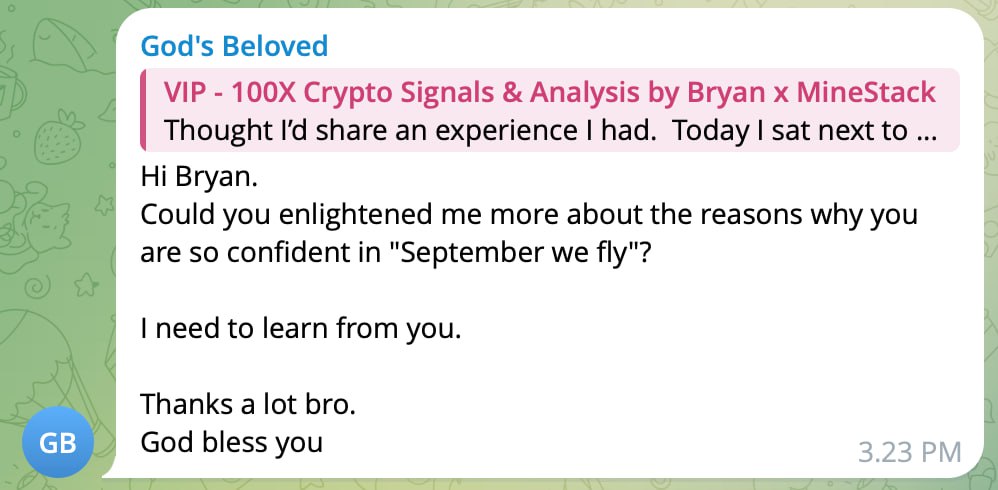 God's Beloved
VIP - 100X Crypto Signals & Analysis by Bryan x MineStack
Thought I’d share an experience I had.  Today I sat next to ...
Hi Bryan.
Could you enlightened me more about the reasons why you
are so confident in "September we fly"?
I need to learn from you.
Thanks a lot bro.
God bless you
GB
3.23 PM